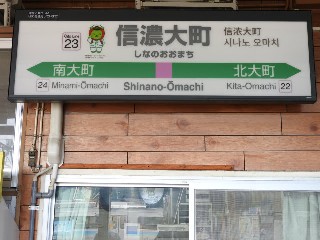 23
信濃大町
しなのおおまち
信浓大町
시나노 오마치
南大町
北大町
24 Minami-Ōmachi
Shinano-Ōmachi
Kita-Ōmachi 22